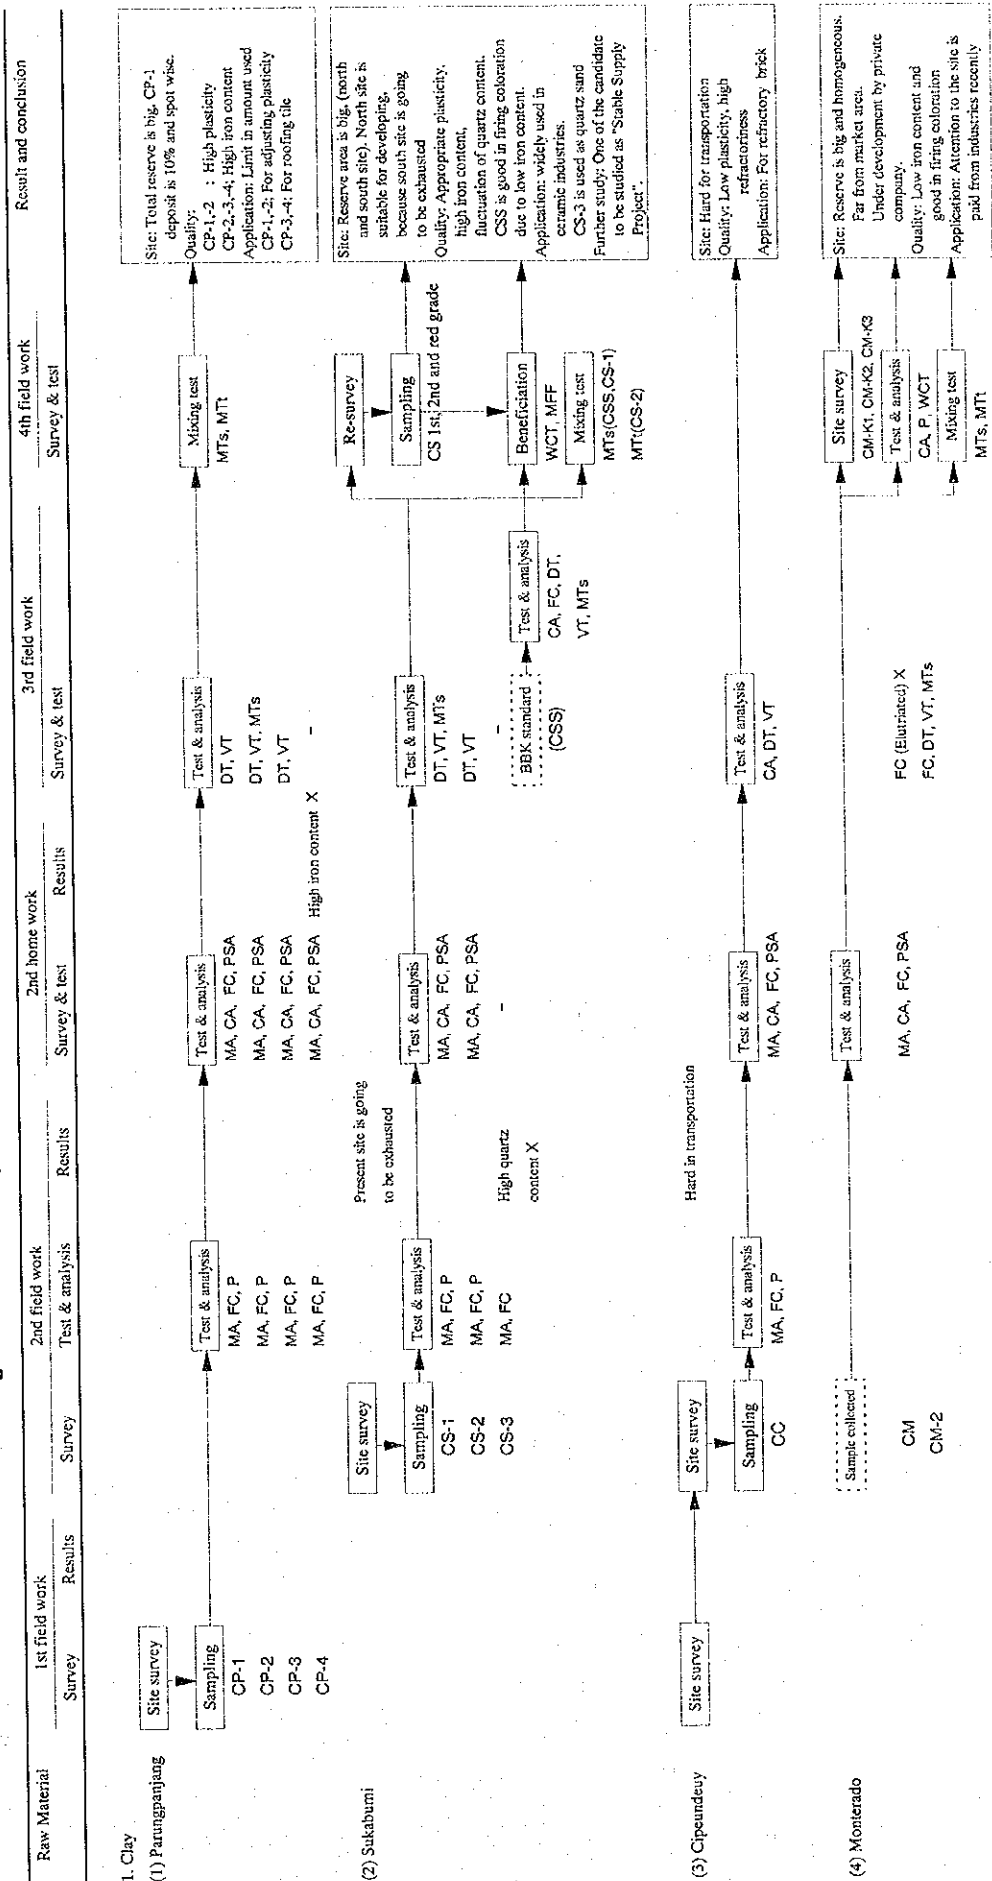 Raw Material
1st field work
Survey
Results
2nd field work
Survey
Test & analysis
Results
2nd home work
Survey & test
Results
3rd field work
Survey & test
4th field work
Survey & test
Result and conclusion
1. Clay
(1) Parungpanjang
Site survey
Sampling
CP-1
CP-2
CP-3
CP-4
Test & analysis
MA, FC, P
MA, FC, P
MA, FC, P
MA, FC, P
Test & analysis
MA, CA, FC, PSA
MA, CA, FC, PSA
MA, CA, FC, PSA
MA, CA, FC, PSA High iron content X
Test & analysis
DT, VT
DT, VT, MTs
DT, VT
-
Mixing test
MTs, MTt
Site: Total reserve is big, CP-1
deposit is 10% and spot wise.
Quality:
CP-1,-2 : High plasticity
CP-2,-3,-4; High iron content
Application: Limit in amount used
CP-1,-2; For adjusting plasticity
CP-3,-4: For roofing tile
(2) Sukabumi
Site survey
Sampling
CS-1
CS-2
CS-3
Test & analysis
MA, FC, P
MA, FC, P
MA, FC
Present site is going
to be exhausted
High quartz
content X
Test & analysis
MA, CA, FC, PSA
MA, CA, FC, PSA
-
Test & analysis
DT, VT, MTs
DT, VT
-
BBK standard
(CSS)
Test & analysis
CA, FC, DT,
VT, MTs
Re-survey
Sampling
CS 1st, 2nd and red grade
Beneficiation
WCT, MFF
Mixing test
MTs(CSS,CS-1)
MTt(CS-2)
Site: Reserve area is big, (north
and south site). North site is
suitable for developing,
because south site is going
to be exhausted
Quality: Appropriate plasticity,
high iron content,
fluctuation of quartz content.
CSS is good in firing coloration
due to low iron content.
Application: widely used in
ceramic industries.
CS-3 is used as quartz sand
Further study: One of the candidate
to be studied as "Stable Supply
Project".
(3) Cipeundeuy
Site survey
Site survey
Sampling
CC
Test & analysis
MA, FC, P
Hard in transportation
Test & analysis
MA, CA, FC, PSA
Test & analysis
CA, DT, VT
Site: Hard for transportation
Quality: Low plasticity, high
refractoriness
Application: For refractory brick
(4) Monterado
Sample collected
CM
CM-2
Test & analysis
MA, CA, FC, PSA
FC (Elutriated) X
FC, DT, VT, MTs
Site survey
CM-K1, CM-K2, CM-K3
Test & analysis
CA, P, WCT
Mixing test
MTs, MTt
Site: Reserve is big and homogeneous.
Far from market area.
Under development by private
company.
Quality: Low iron content and
good in firing coloration
Application: Attention to the site is
paid from industries recently